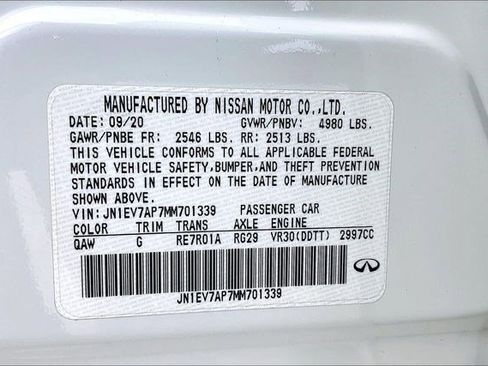 MANUFACTURED BY NISSAN MOTOR CO.,LTD.
DATE: 09/20 GVWR/PNBV: 4980 LBS.
GAWR/PNBE FR: 2546 LBS. RR: 2513 LBS.
THIS VEHICLE CONFORMS TO ALL APPLICABLE FEDERAL
MOTOR VEHICLE SAFETY,BUMPER,AND THEFT PREVENTION
STANDARDS IN EFFECT ON THE DATE OF MANUFACTURE
SHOWN ABOVE.
VIN: JN1EV7AP7MM701339 PASSENGER CAR
COLOR TRIM TRANS AXLE ENGINE
QAW G RE7R01A RG29 VR30(DDTT) 2997CC
JN1EV7AP7MM701339
INFINITI